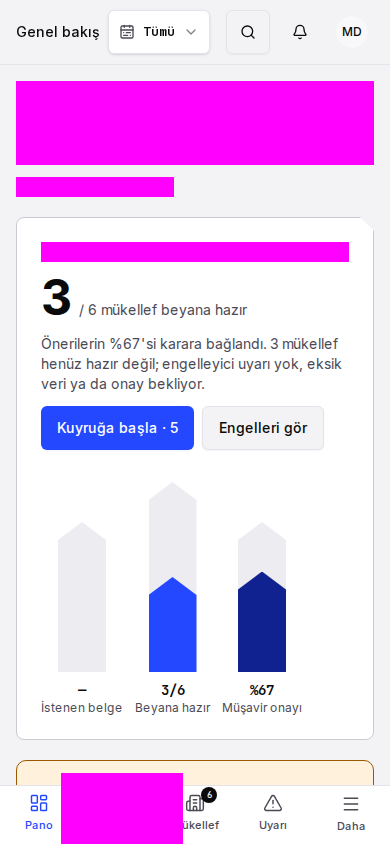 Genel bakış
Tümü
MD
3 / 6 mükellef beyana hazır
Önerilerin %67'si karara bağlandı. 3 mükellef
henüz hazır değil; engelleyici uyarı yok, eksik
veri ya da onay bekliyor.
Kuyruğa başla · 5
Engelleri gör
– 3/6 %67
İstenen belge Beyana hazır Müşavir onayı
6
Pano ükellef Uyarı Daha